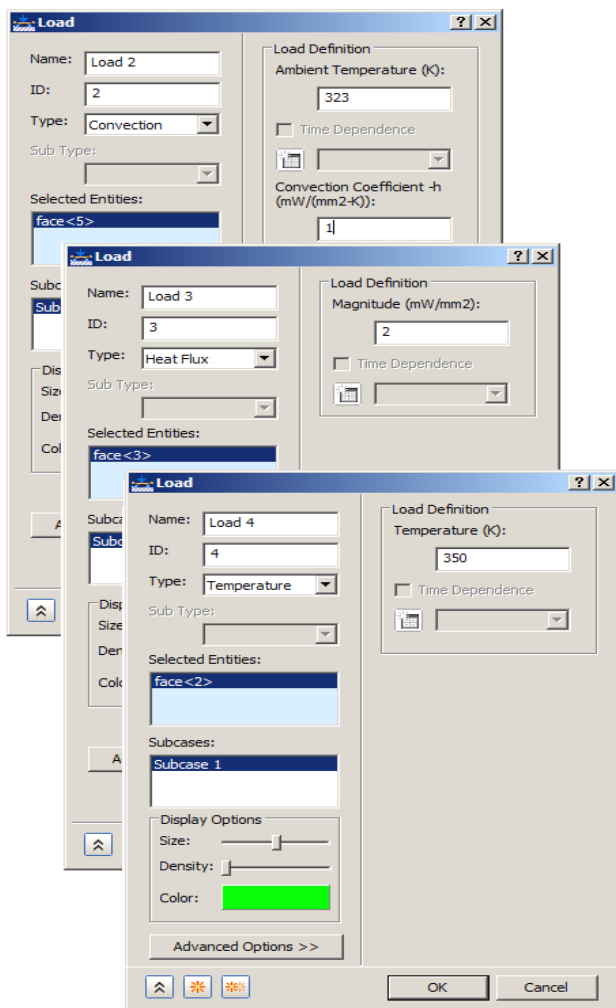 Load
Name: Load 2
ID: 2
Type: Convection
Sub Type:
Selected Entities:
face<5>
Load Definition
Ambient Temperature (K):
323
Time Dependence
Convection Coefficient -h
(mW/(mm2-K)):
1
Load
Name: Load 3
ID: 3
Type: Heat Flux
Sub Type:
Selected Entities:
face<3>
Load Definition
Magnitude (mW/mm2):
2
Time Dependence
Load
Name: Load 4
ID: 4
Type: Temperature
Sub Type:
Selected Entities:
face<2>
Subcases:
Subcase 1
Display Options
Size:
Density:
Color:
Advanced Options >>
Load Definition
Temperature (K):
350
Time Dependence
OK
Cancel